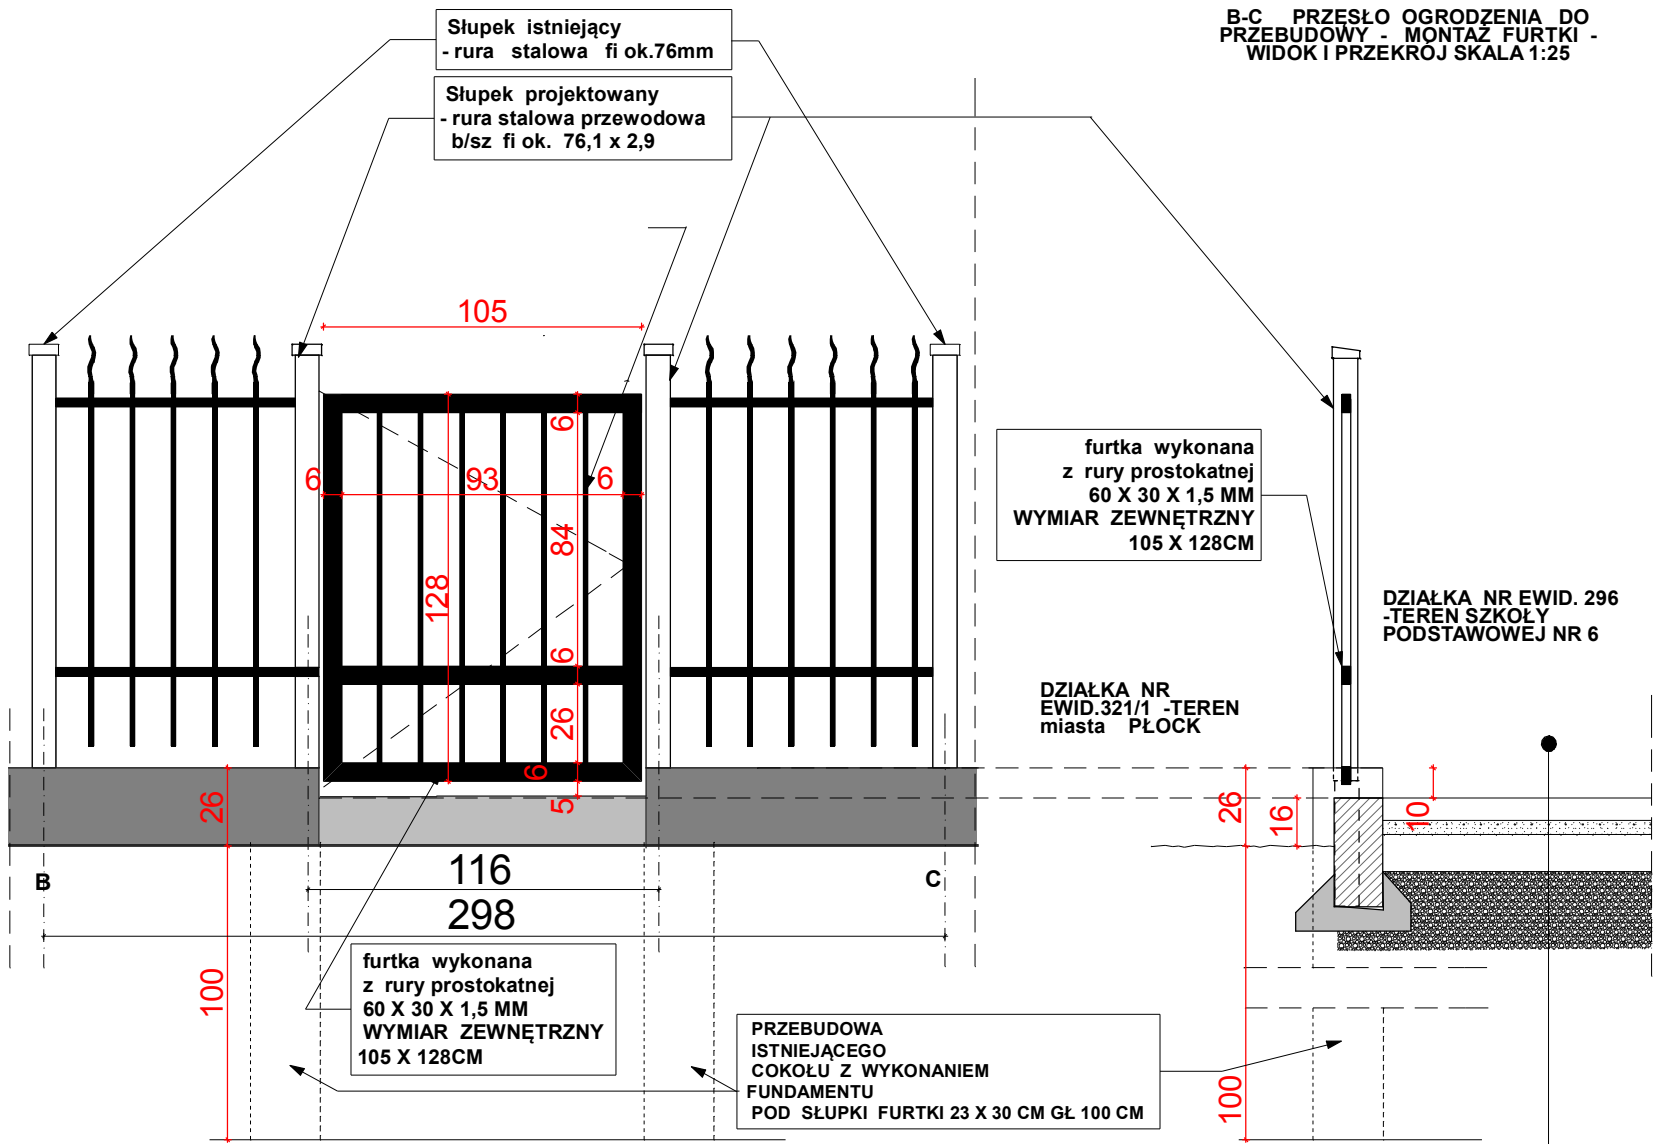 B-C PRZĘSŁO OGRODZENIA DO
PRZEBUDOWY - MONTAŻ FURTKI -
WIDOK I PRZEKRÓJ SKALA 1:25
Słupek istniejący
- rura stalowa fi ok.76mm
Słupek projektowany
- rura stalowa przewodowa
b/sz fi ok. 76,1 x 2,9
105
6
6
93
6
84
128
6
26
6
5
26
furtka wykonana
z rury prostokatnej
60 X 30 X 1,5 MM
WYMIAR ZEWNĘTRZNY
105 X 128CM
DZIAŁKA NR EWID. 296
-TEREN SZKOŁY
PODSTAWOWEJ NR 6
DZIAŁKA NR
EWID.321/1 -TEREN
miasta PŁOCK
26
16
10
B
116
C
298
100
furtka wykonana
z rury prostokatnej
60 X 30 X 1,5 MM
WYMIAR ZEWNĘTRZNY
105 X 128CM
PRZEBUDOWA
ISTNIEJĄCEGO
COKOŁU Z WYKONANIEM
FUNDAMENTU
POD SŁUPKI FURTKI 23 X 30 CM GŁ 100 CM
100